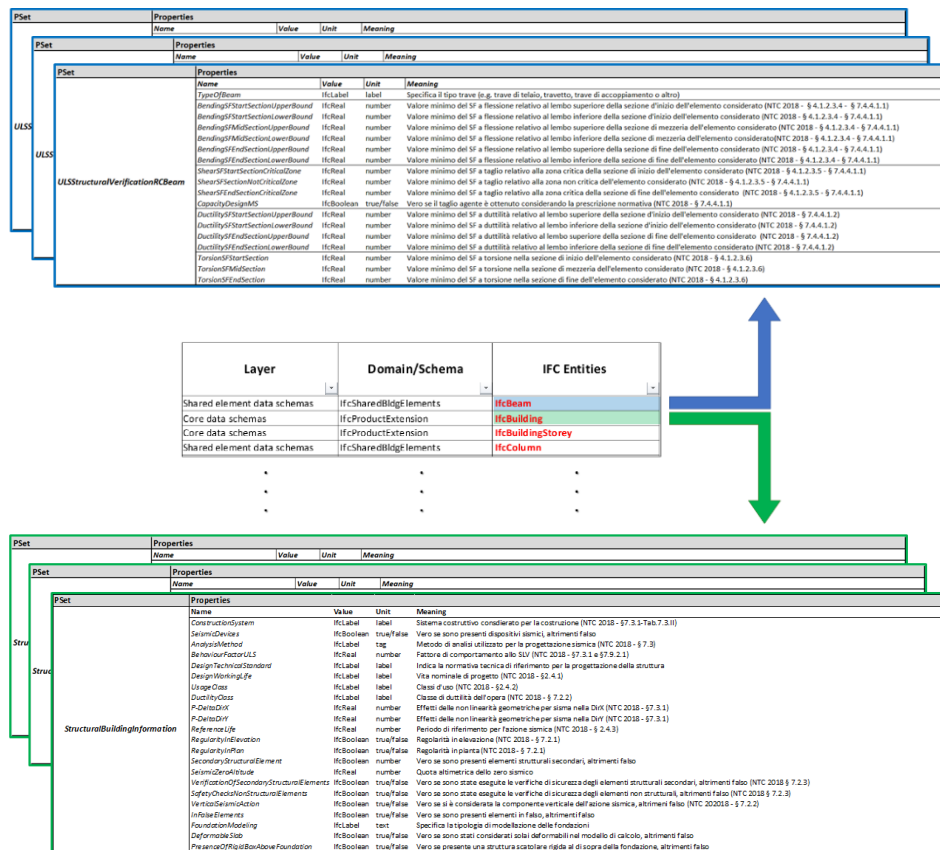 PSet Properties
Name Value Unit Meaning
PSet Properties
Name Value Unit Meaning
PSet Properties
Name Value Unit Meaning
TypeOfBeam IfcLabel label Specifica il tipo trave (e.g. trave di telaio, travetto, trave di accoppiamento o altro)
BendingSFStartSectionUpperBound IfcReal number Valore minimo del SF a flessione relativo al lembo superiore della sezione d'inizio dell'elemento considerato (NTC 2018 - § 4.1.2.3.4 - § 7.4.4.1.1)
BendingSFStartSectionLowerBound IfcReal number Valore minimo del SF a flessione relativo al lembo inferiore della sezione d'inizio dell'elemento considerato (NTC 2018 - § 4.1.2.3.4 - § 7.4.4.1.1)
BendingSFMidSectionUpperBound IfcReal number Valore minimo del SF a flessione relativo al lembo superiore della sezione di mezzeria dell'elemento considerato (NTC 2018 - § 4.1.2.3.4 - § 7.4.4.1.1)
BendingSFMidSectionLowerBound IfcReal number Valore minimo del SF a flessione relativo al lembo inferiore della sezione di mezzeria dell'elemento considerato(NTC 2018 - § 4.1.2.3.4 - § 7.4.4.1.1)
BendingSFEndSectionUpperBound IfcReal number Valore minimo del SF a flessione relativo al lembo superiore della sezione di fine dell'elemento considerato (NTC 2018 - § 4.1.2.3.4 - § 7.4.4.1.1)
BendingSFEndSectionLowerBound IfcReal number Valore minimo del SF a flessione relativo al lembo inferiore della sezione di fine dell'elemento considerato (NTC 2018 - § 4.1.2.3.4 - § 7.4.4.1.1)
ShearSFStartSectionCriticalZone IfcReal number Valore minimo del SF a taglio relativo alla zona critica della sezione di inizio dell'elemento considerato (NTC 2018 - § 4.1.2.3.5 - § 7.4.4.1.1)
ShearSFSectionNotCriticalZone IfcReal number Valore minimo del SF a taglio relativo alla zona non critica dell'elemento considerato (NTC 2018 - § 4.1.2.3.5 - § 7.4.4.1.1)
ShearSFEndSectionCriticalZone IfcReal number Valore minimo del SF a taglio relativo alla zona critica della sezione di fine dell'elemento considerato (NTC 2018 - § 4.1.2.3.5 - § 7.4.4.1.1)
CapacityDesignMS IfcBoolean true/false Vero se il taglio agente è ottenuto considerando la prescrizione normativa (NTC 2018 - § 7.4.4.1.1)
DuctilitySFStartSectionUpperBound IfcReal number Valore minimo del SF a duttilità relativo al lembo superiore della sezione d'inizio dell'elemento considerato (NTC 2018 - § 7.4.4.1.2)
DuctilitySFStartSectionLowerBound IfcReal number Valore minimo del SF a duttilità relativo al lembo inferiore della sezione d'inizio dell'elemento considerato (NTC 2018 - § 7.4.4.1.2)
DuctilitySFEndSectionUpperBound IfcReal number Valore minimo del SF a duttilità relativo al lembo superiore della sezione di fine dell'elemento considerato (NTC 2018 - § 7.4.4.1.2)
DuctilitySFEndSectionLowerBound IfcReal number Valore minimo del SF a duttilità relativo al lembo inferiore della sezione di fine dell'elemento considerato (NTC 2018 - § 7.4.4.1.2)
TorsionSFStartSection IfcReal number Valore minimo del SF a torsione nella sezione di inizio dell'elemento considerato (NTC 2018 - § 4.1.2.3.6)
TorsionSFMidSection IfcReal number Valore minimo del SF a torsione nella sezione di mezzeria dell'elemento considerato (NTC 2018 - § 4.1.2.3.6)
TorsionSFEndSection IfcReal number Valore minimo del SF a torsione nella sezione di fine dell'elemento considerato (NTC 2018 - § 4.1.2.3.6)
ULSS
ULSS
ULSStructuralVerificationRCBeam
Layer Domain/Schema IFC Entities
Shared element data schemas IfcSharedBldgElements IfcBeam
Core data schemas IfcProductExtension IfcBuilding
Core data schemas IfcProductExtension IfcBuildingStorey
Shared element data schemas IfcSharedBldgElements IfcColumn
PSet Properties
Name Value Unit Meaning
PSet Properties
Name Value Unit Meaning
PSet Properties
Name Value Unit Meaning
ConstructionSystem IfcLabel label Sistema costruttivo consdierato per la costruzione (NTC 2018 - §7.3.1-Tab.7.3.II)
SeismicDevices IfcBoolean true/false Vero se sono presenti dispositivi sismici, altrimenti falso
AnalysisMethod IfcLabel tag Metodo di analisi utilizzato per la progettazione sismica (NTC 2018 - § 7.3)
BehaviourFactorULS IfcReal number Fattore di comportamento allo SLV (NTC 2018 - §7.3.1 e §7.9.2.1)
DesignTechnicalStandard IfcLabel label Indica la normativa tecnica di riferimento per la progettazione della struttura
DesignWorkingLife IfcLabel label Vita nominale di progetto (NTC 2018 - §2.4.1)
UsageClass IfcLabel label Classi d'uso (NTC 2018 - §2.4.2)
DuctilityClass IfcLabel label Classe di duttilità dell'opera (NTC 2018 - § 7.2.2)
P-DeltaDirX IfcReal number Effetti delle non linearità geometriche per sisma nella DirX (NTC 2018 - §7.3.1)
P-DeltaDirY IfcReal number Effetti delle non linearità geometriche per sisma nella DirY (NTC 2018 - §7.3.1)
ReferenceLife IfcReal number Periodo di riferimento per l'azione sismica (NTC 2018 - § 2.4.3)
RegularityInElevation IfcBoolean true/false Regolarità in elevazione (NTC 2018 - § 7.2.1)
RegularityInPlan IfcBoolean true/false Regolarità in pianta (NTC 2018 - § 7.2.1)
SecondaryStructuralElement IfcBoolean number Vero se sono presenti elementi strutturali secondari, altrimenti falso
SeismicZeroAltitude IfcReal number Quota altimetrica dello zero sismico
VerificationOfSecondaryStructuralElements IfcBoolean true/false Vero se sono state eseguite le verifiche di sicurezza degli elementi strutturali secondari, altrimenti falso (NTC 2018 § 7.2.3)
SafetyChecksNonStructuralElements IfcBoolean true/false Vero se sono state eseguite le verifiche di sicurezza degli elementi non strutturali, altrimenti falso (NTC 2018 § 7.2.3)
VerticalSeismicAction IfcBoolean true/false Vero se si è considerata la componente verticale dell'azione sismica, altrimeni falso (NTC 202018 - § 7.2.2)
InFalseElements IfcBoolean true/false Vero se sono presenti elementi in falso, altrimenti falso
FoundationModeling IfcLabel text Specifica la tipologia di modellazione delle fondazioni
DeformableSlab IfcBoolean true/false Vero se sono stati considerati solai deformabili nel modello di calcolo, altrimenti falso
PresenceOfRigidBoxAboveFoundation IfcBoolean true/false Vero se presente una struttura scatolare rigida al di sopra della fondazione, altrimenti falso
Stru
Struc
StructuralBuildingInformation